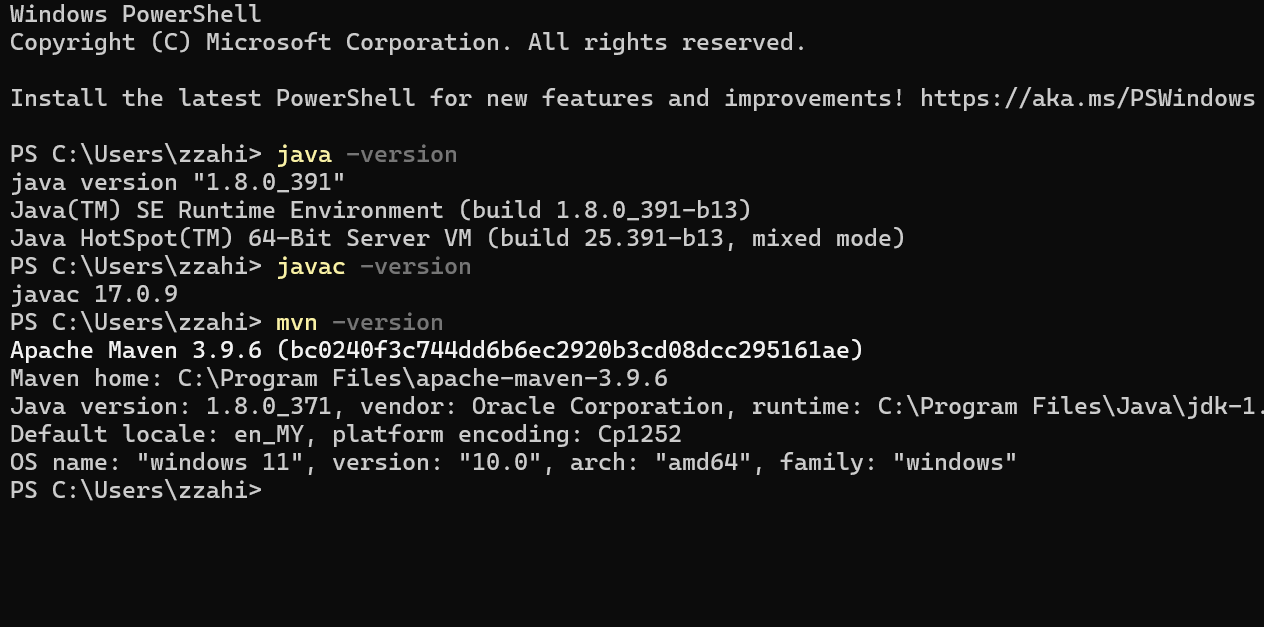 Windows PowerShell
Copyright (C) Microsoft Corporation. All rights reserved.
Install the latest PowerShell for new features and improvements! https://aka.ms/PSWindows
PS C:\Users\zzahi> java -version
java version "1.8.0_391"
Java(TM) SE Runtime Environment (build 1.8.0_391-b13)
Java HotSpot(TM) 64-Bit Server VM (build 25.391-b13, mixed mode)
PS C:\Users\zzahi> javac -version
javac 17.0.9
PS C:\Users\zzahi> mvn -version
Apache Maven 3.9.6 (bc0240f3c744dd6b6ec2920b3cd08dcc295161ae)
Maven home: C:\Program Files\apache-maven-3.9.6
Java version: 1.8.0_371, vendor: Oracle Corporation, runtime: C:\Program Files\Java\jdk-1.
Default locale: en_MY, platform encoding: Cp1252
OS name: "windows 11", version: "10.0", arch: "amd64", family: "windows"
PS C:\Users\zzahi>